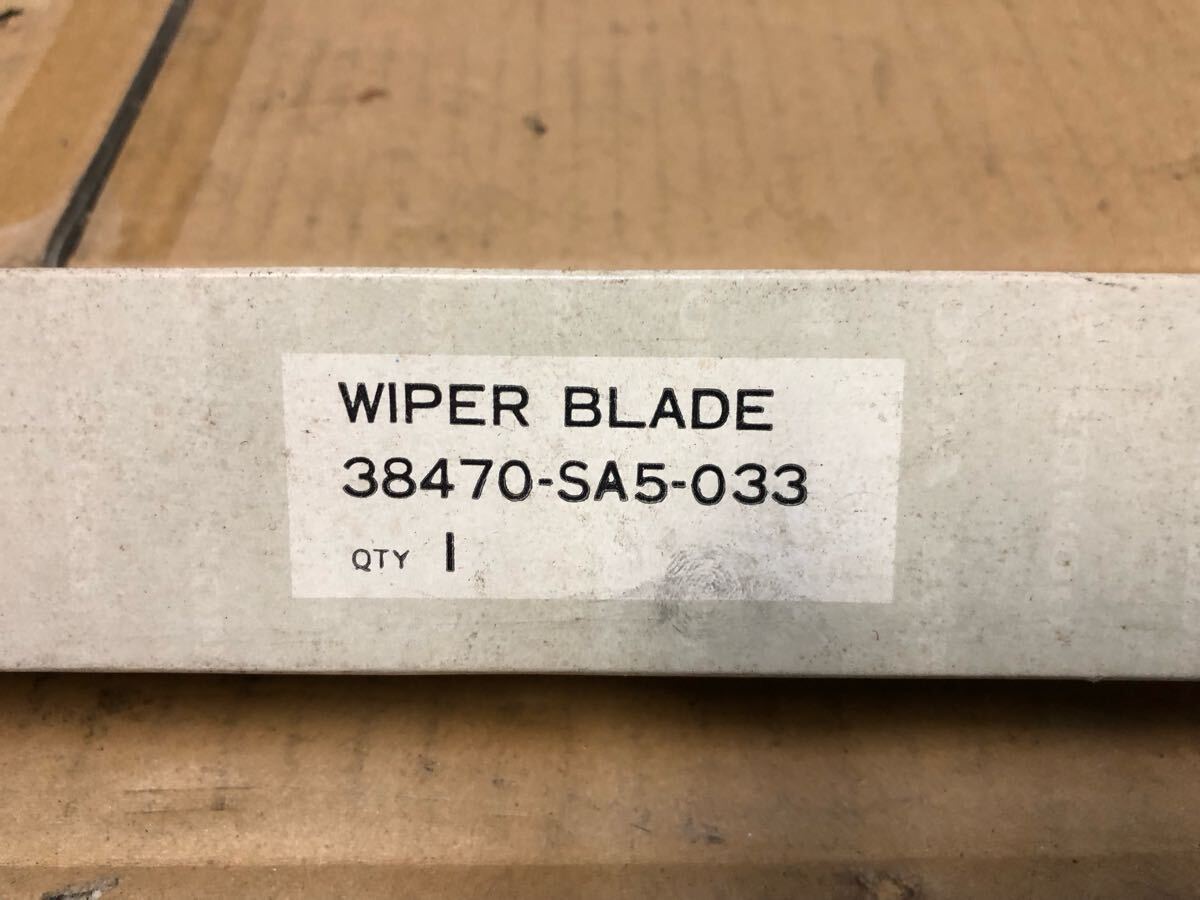 WIPER BLADE
38470-SA5-033
QTY 1